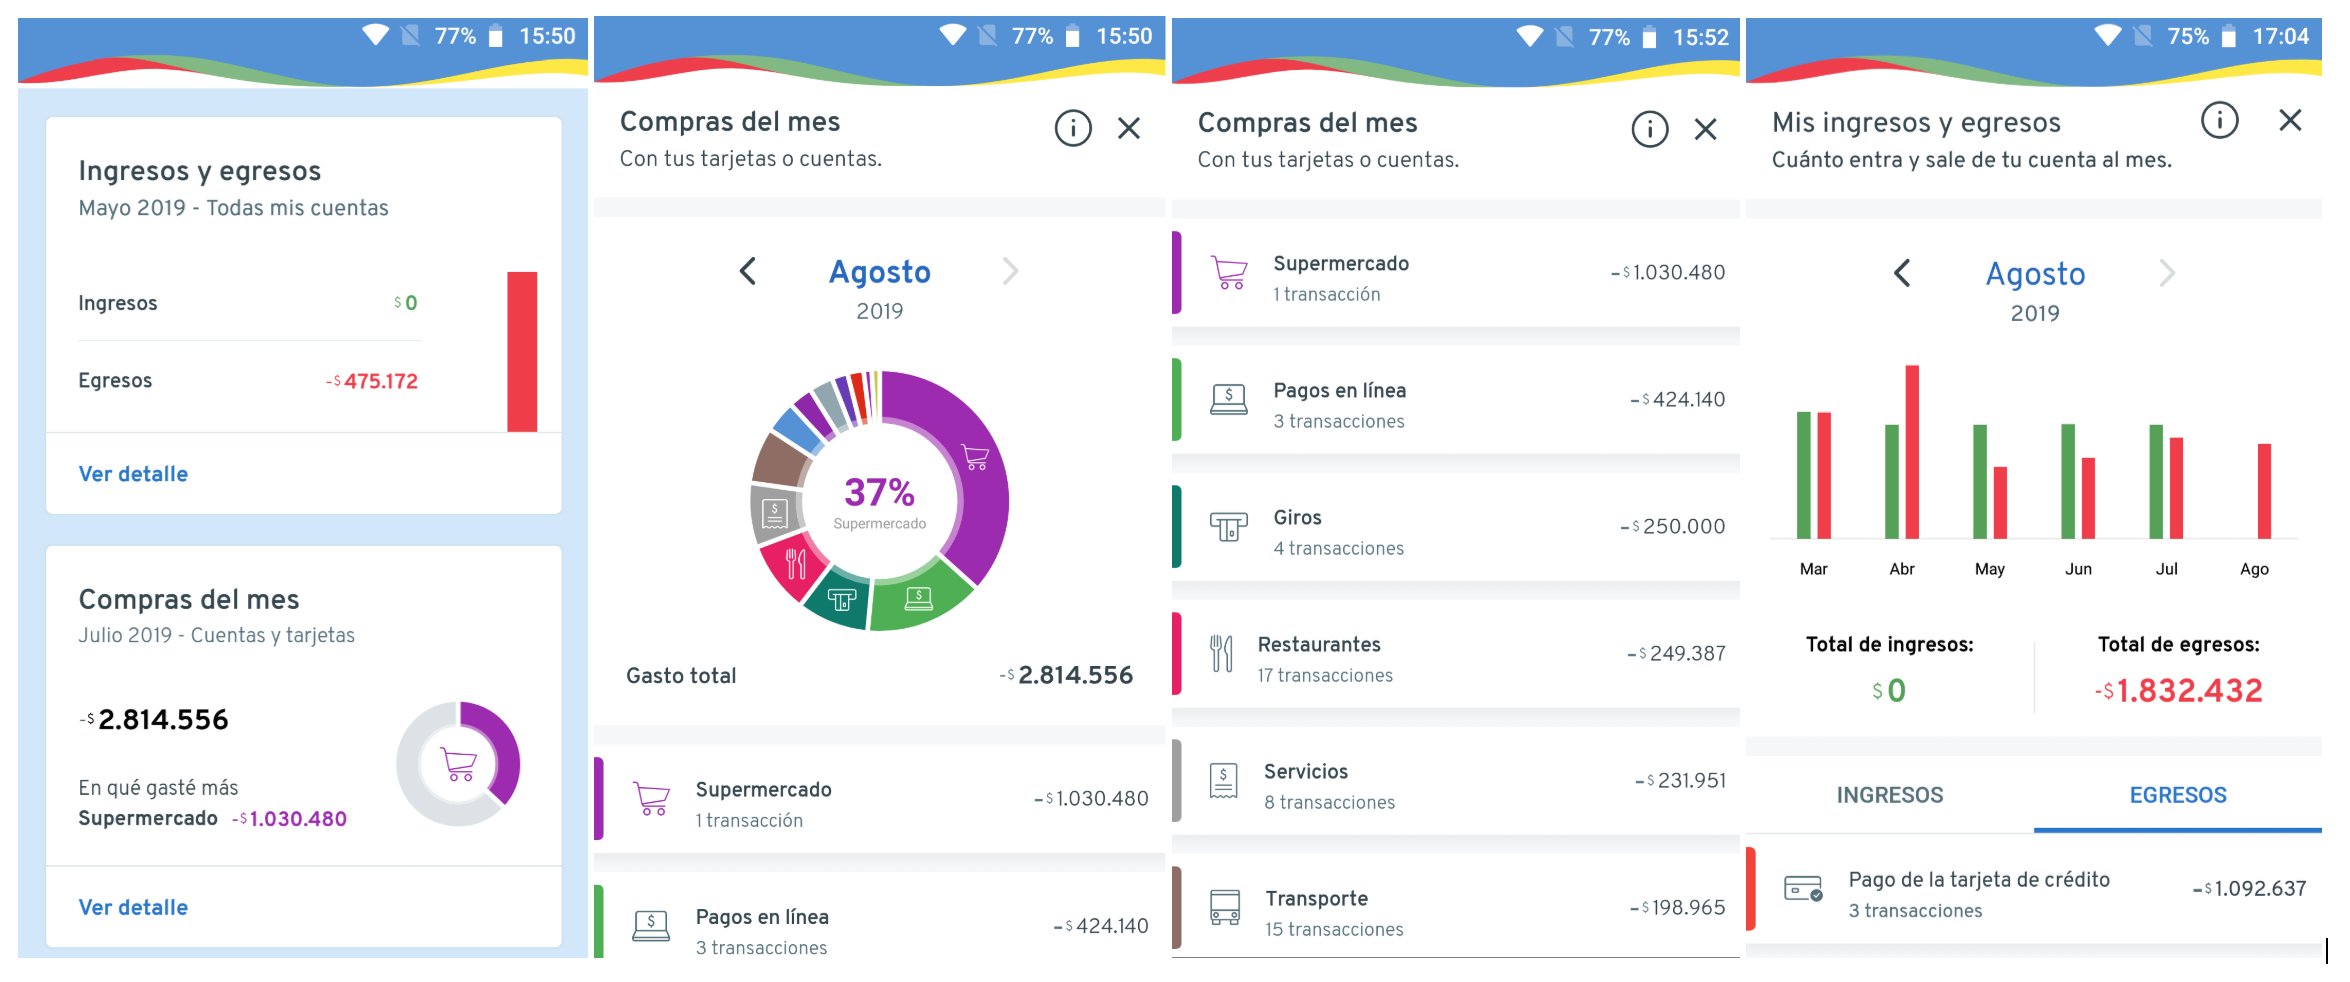 77% 15:50
Ingresos y egresos
Mayo 2019 - Todas mis cuentas
Ingresos $ 0
Egresos -$ 475.172
Ver detalle
Compras del mes
Julio 2019 - Cuentas y tarjetas
-$ 2.814.556
En qué gasté más
Supermercado -$ 1.030.480
Ver detalle
77% 15:50
Compras del mes
Con tus tarjetas o cuentas.
Agosto
2019
37%
Supermercado
Gasto total -$ 2.814.556
Supermercado -$ 1.030.480
1 transacción
Pagos en línea -$ 424.140
3 transacciones
77% 15:52
Compras del mes
Con tus tarjetas o cuentas.
Supermercado -$ 1.030.480
1 transacción
Pagos en línea -$ 424.140
3 transacciones
Giros -$ 250.000
4 transacciones
Restaurantes -$ 249.387
17 transacciones
Servicios -$ 231.951
8 transacciones
Transporte -$ 198.965
15 transacciones
75% 17:04
Mis ingresos y egresos
Cuánto entra y sale de tu cuenta al mes.
Agosto
2019
Mar Abr May Jun Jul Ago
Total de ingresos: Total de egresos:
$ 0 -$ 1.832.432
INGRESOS EGRESOS
Pago de la tarjeta de crédito -$ 1.092.637
3 transacciones